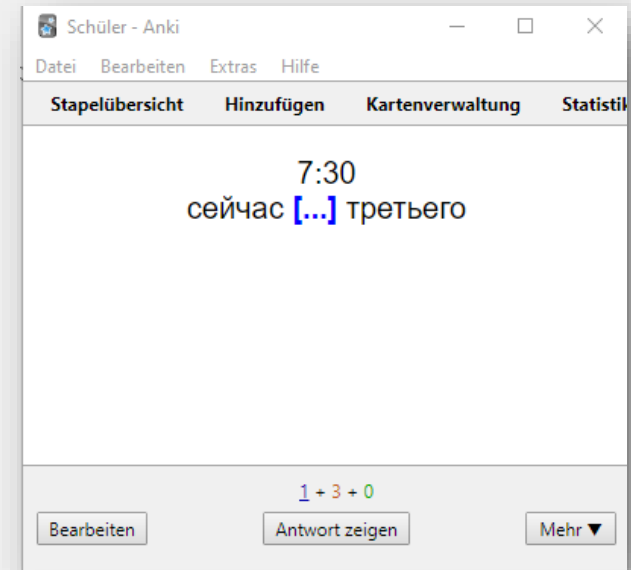 Schüler - Anki
Datei Bearbeiten Extras Hilfe
Stapelübersicht Hinzufügen Kartenverwaltung Statistik
7:30
сейчас [...] третьего
1 + 3 + 0
Bearbeiten Antwort zeigen Mehr ▼